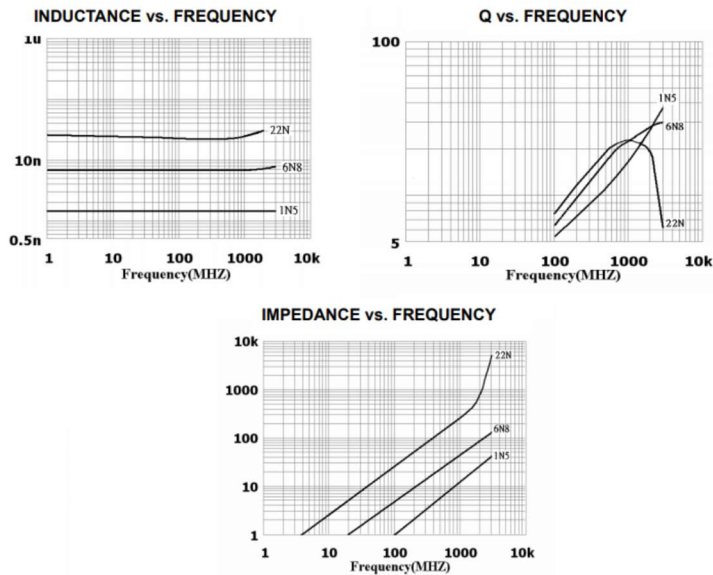 INDUCTANCE vs. FREQUENCY
1u
10n
0.5n
22N
6N8
1N5
1 10 100 1000 10k
Frequency(MHZ)
Q vs. FREQUENCY
100
5
1N5
6N8
22N
1 10 100 1000 10k
Frequency(MHZ)
IMPEDANCE vs. FREQUENCY
10k
1000
100
10
1
22N
6N8
1N5
1 10 100 1000 10k
Frequency(MHZ)